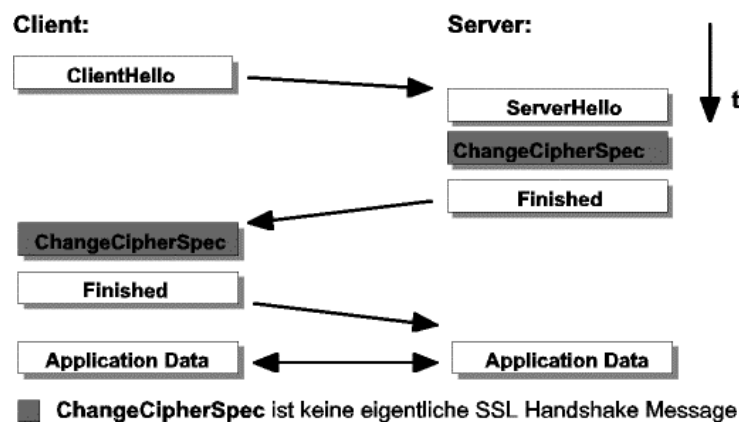 Client:
Server:
ClientHello
t
ServerHello
ChangeCipherSpec
Finished
ChangeCipherSpec
Finished
Application Data
Application Data
ChangeCipherSpec ist keine eigentliche SSL Handshake Message